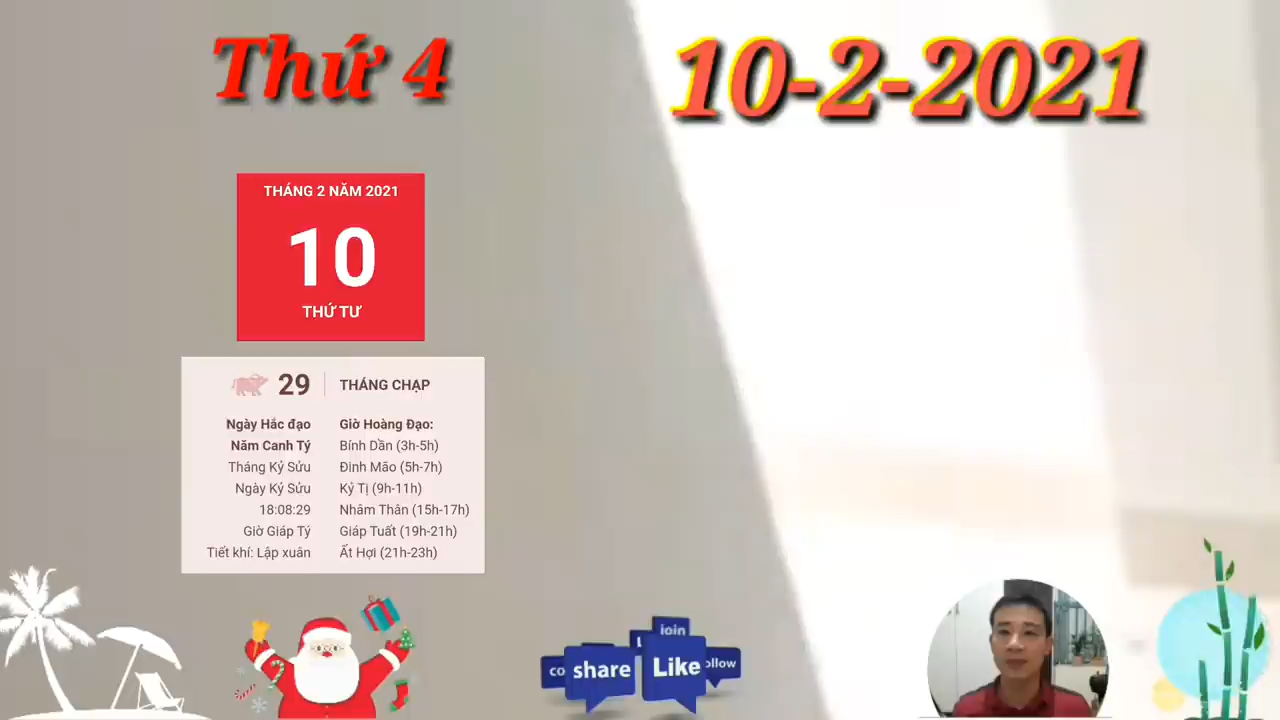 Thứ 4
10-2-2021
THÁNG 2 NĂM 2021
10
THỨ TƯ
29
THÁNG CHẠP
Ngày Hắc đạo
Giờ Hoàng Đạo:
Năm Canh Tý
Bính Dần (3h-5h)
Tháng Kỷ Sửu
Đinh Mão (5h-7h)
Ngày Kỷ Sửu
Kỷ Tị (9h-11h)
18:08:29
Nhâm Thân (15h-17h)
Giờ Giáp Tý
Giáp Tuất (19h-21h)
Tiết khí: Lập xuân
Ất Hợi (21h-23h)
join
co share Like ollow